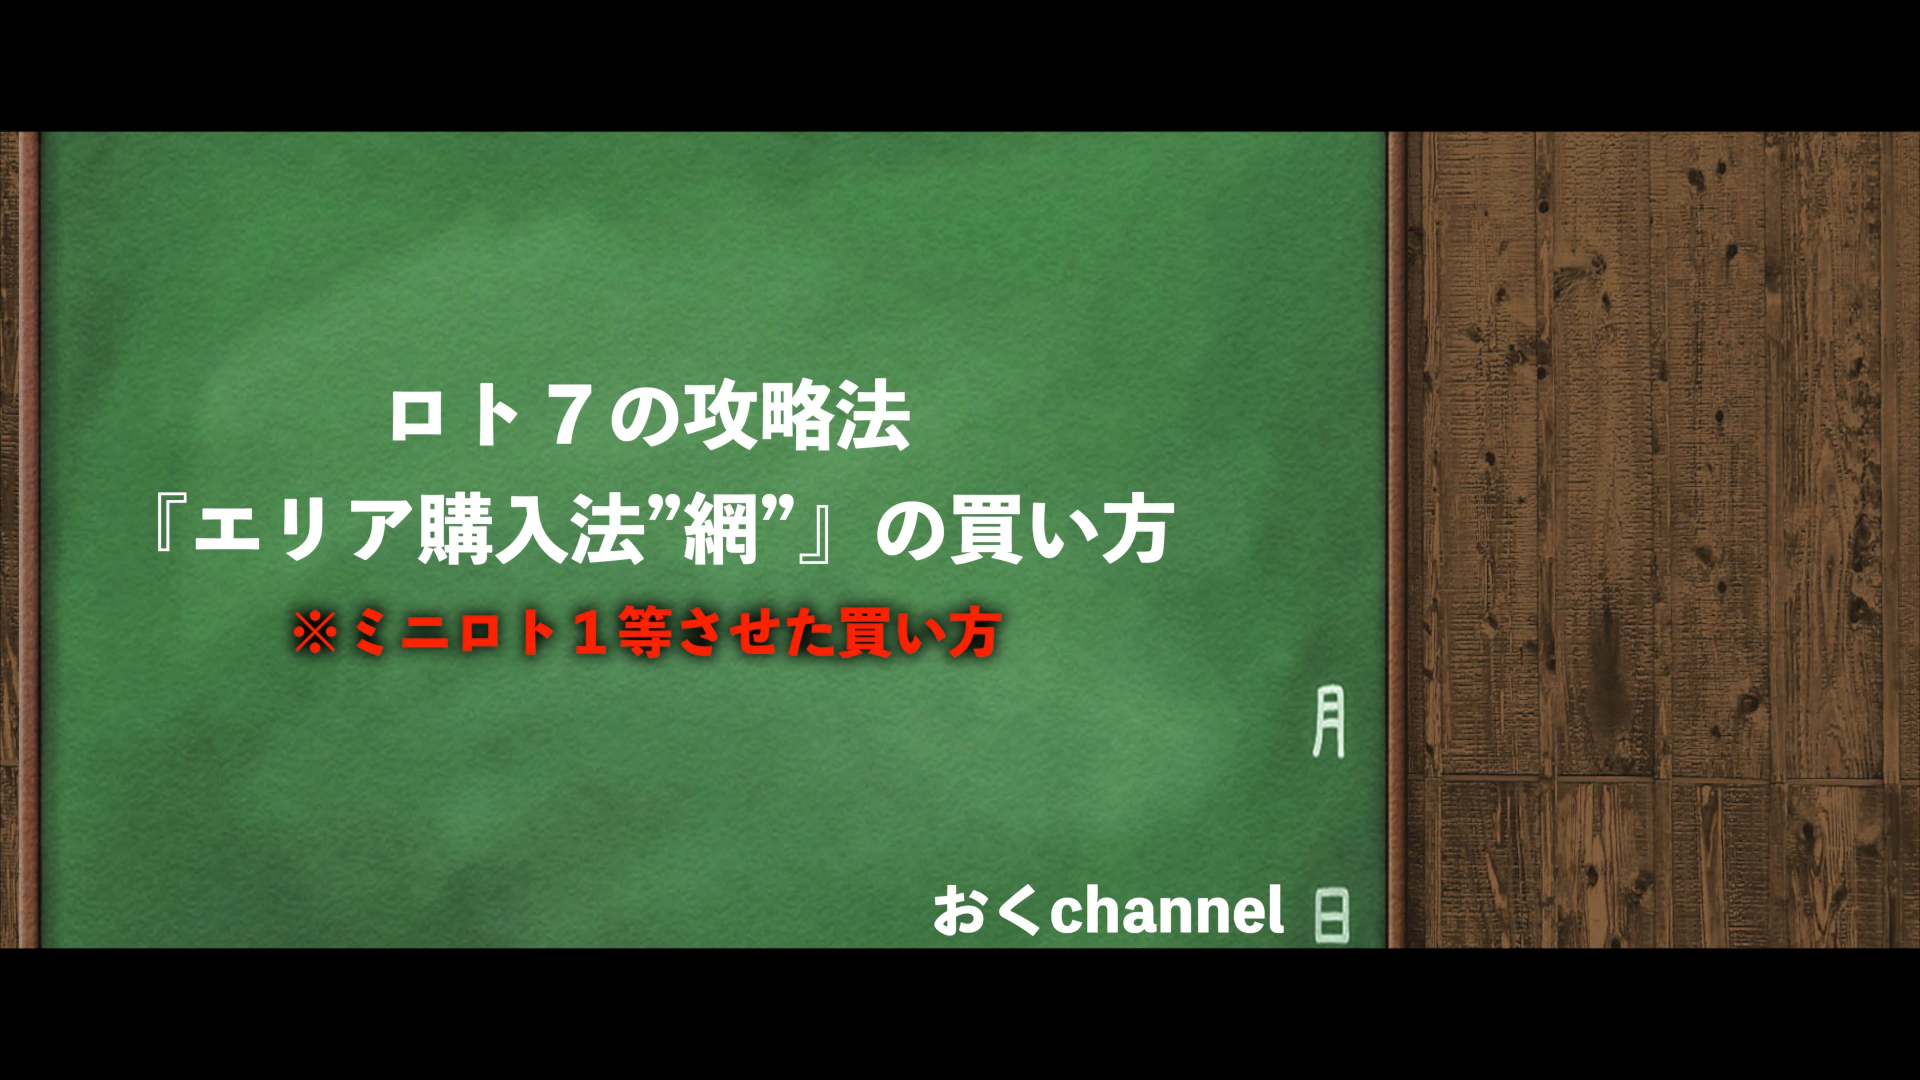 ロト７の攻略法
『エリア購入法”網”』の買い方
※ミニロト１等させた買い方
月
おくchannel 日